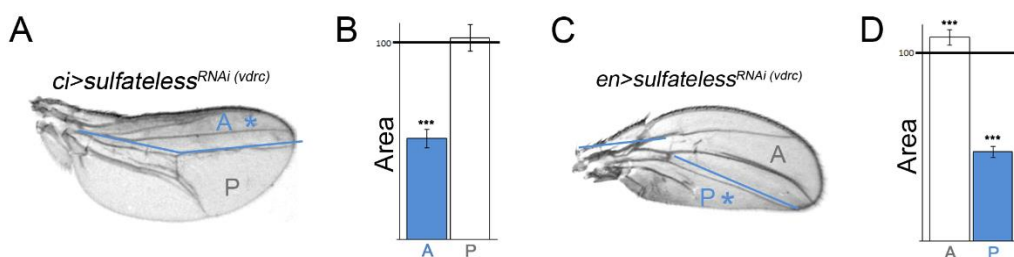 A
ci>sulfateless RNAi (vdrc)
A *
P
B
100
Area
***
A
P
C
en>sulfateless RNAi (vdrc)
A
P *
D
100
Area
***
***
A
P